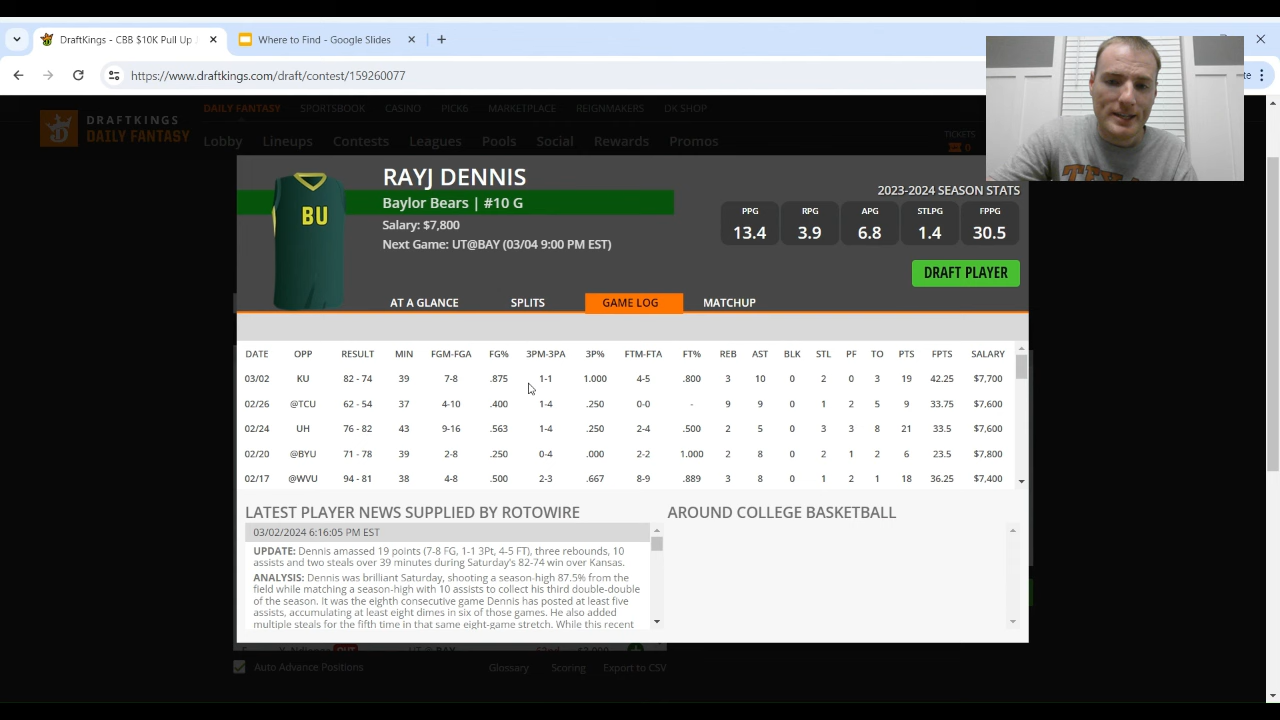 DraftKings - CBB $10K Pull Up
Where to Find - Google Slides
https://www.draftkings.com/draft/contest/159260077
DAILY FANTASY SPORTSBOOK CASINO PICK6 MARKETPLACE REIGNMAKERS DK SHOP
DRAFTKINGS
DAILY FANTASY
Lobby Lineups Contests Leagues Pools Social Rewards Promos
TICKETS
0
RAYJ DENNIS
Baylor Bears | #10 G
Salary: $7,800
Next Game: UT@BAY (03/04 9:00 PM EST)
BU
2023-2024 SEASON STATS
PPG RPG APG STLPG FPPG
13.4 3.9 6.8 1.4 30.5
DRAFT PLAYER
AT A GLANCE SPLITS GAME LOG MATCHUP
DATE OPP RESULT MIN FGM-FGA FG% 3PM-3PA 3P% FTM-FTA FT% REB AST BLK STL PF TO PTS FPTS SALARY
03/02 KU 82 - 74 39 7-8 .875 1-1 1.000 4-5 .800 3 10 0 2 0 3 19 42.25 $7,700
02/26 @TCU 62 - 54 37 4-10 .400 1-4 .250 0-0 - 9 9 0 1 2 5 9 33.75 $7,600
02/24 UH 76 - 82 43 9-16 .563 1-4 .250 2-4 .500 2 5 0 3 3 8 21 33.5 $7,600
02/20 @BYU 71 - 78 39 2-8 .250 0-4 .000 2-2 1.000 2 8 0 2 1 2 6 23.5 $7,800
02/17 @WVU 94 - 81 38 4-8 .500 2-3 .667 8-9 .889 3 8 0 1 2 1 18 36.25 $7,400
LATEST PLAYER NEWS SUPPLIED BY ROTOWIRE
AROUND COLLEGE BASKETBALL
03/02/2024 6:16:05 PM EST
UPDATE: Dennis amassed 19 points (7-8 FG, 1-1 3Pt, 4-5 FT), three rebounds, 10
assists and two steals over 39 minutes during Saturday's 82-74 win over Kansas.
ANALYSIS: Dennis was brilliant Saturday, shooting a season-high 87.5% from the
field while matching a season-high with 10 assists to collect his third double-double
of the season. It was the eighth consecutive game Dennis has posted at least five
assists, accumulating at least eight dimes in six of those games. He also added
multiple steals for the fifth time in that same eight-game stretch. While this recent
Auto Advance Positions
Glossary Scoring Export to CSV